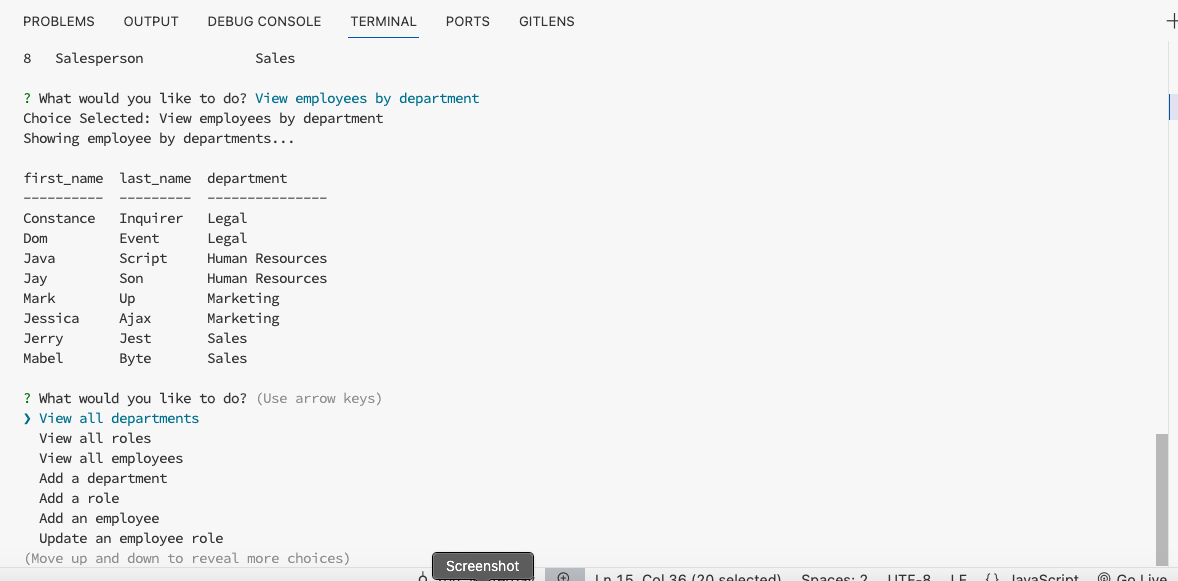 PROBLEMS OUTPUT DEBUG CONSOLE TERMINAL PORTS GITLENS
8 Salesperson Sales
? What would you like to do? View employees by department
Choice Selected: View employees by department
Showing employee by departments...
first_name last_name department
---------- --------- ---------------
Constance Inquirer Legal
Dom Event Legal
Java Script Human Resources
Jay Son Human Resources
Mark Up Marketing
Jessica Ajax Marketing
Jerry Jest Sales
Mabel Byte Sales
? What would you like to do? (Use arrow keys)
❯ View all departments
View all roles
View all employees
Add a department
Add a role
Add an employee
Update an employee role
(Move up and down to reveal more choices)
Screenshot
Ln 15, Col 36 (20 selected) Spaces: 2 UTF-8 LF {} JavaScript Go Live